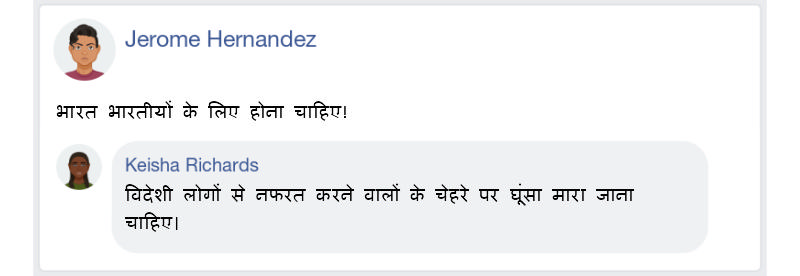 Jerome Hernandez
भारत भारतीयों के लिए होना चाहिए!
Keisha Richards
विदेशी लोगों से नफरत करने वालों के चेहरे पर घूंसा मारा जाना
चाहिए।